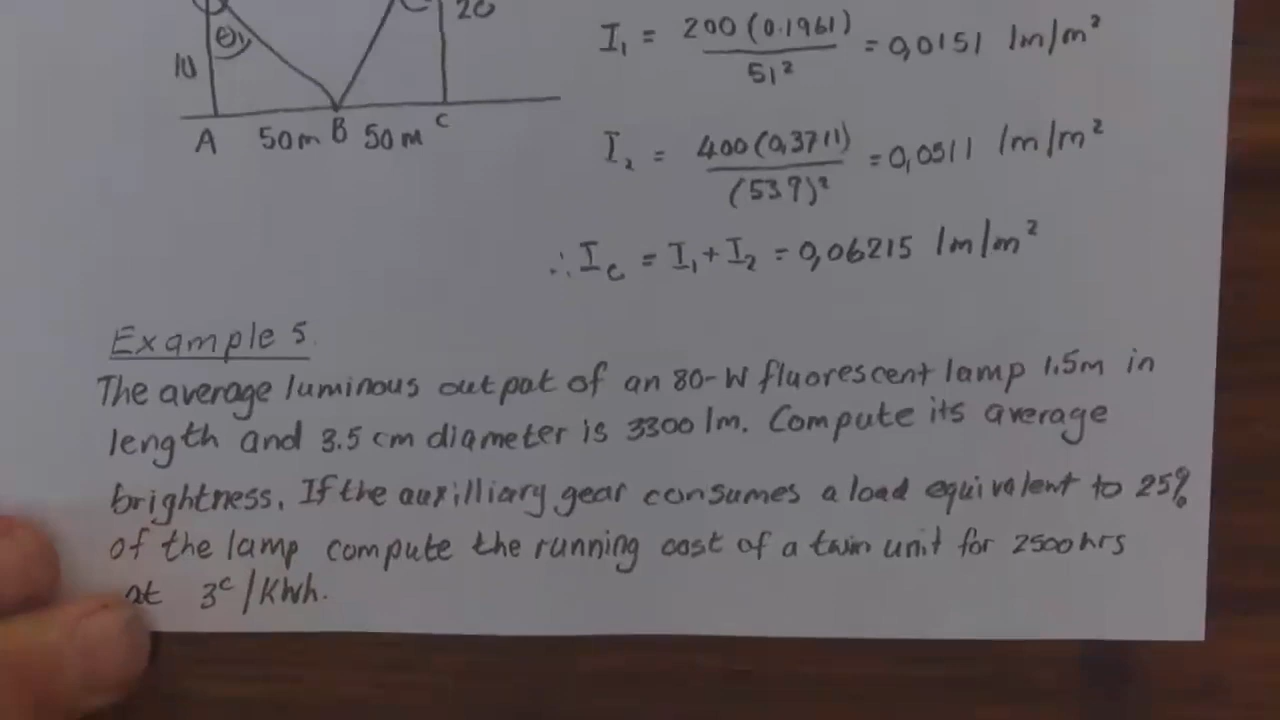 20
θ₁
10
A 50m B 50m C
I₁ = 200(0.1961) / 51² = 0,0151 lm/m²
I₂ = 400(0,3711) / (53.9)² = 0,0511 lm/m²
∴ I_C = I₁ + I₂ = 0,06215 lm/m²
Example 5.
The average luminous output of an 80-W fluorescent lamp 1.5m in
length and 3.5 cm diameter is 3300 lm. Compute its average
brightness. If the auxilliary gear consumes a load equivalent to 25%
of the lamp compute the running cost of a twin unit for 2500hrs
at 3ᶜ/KWh.